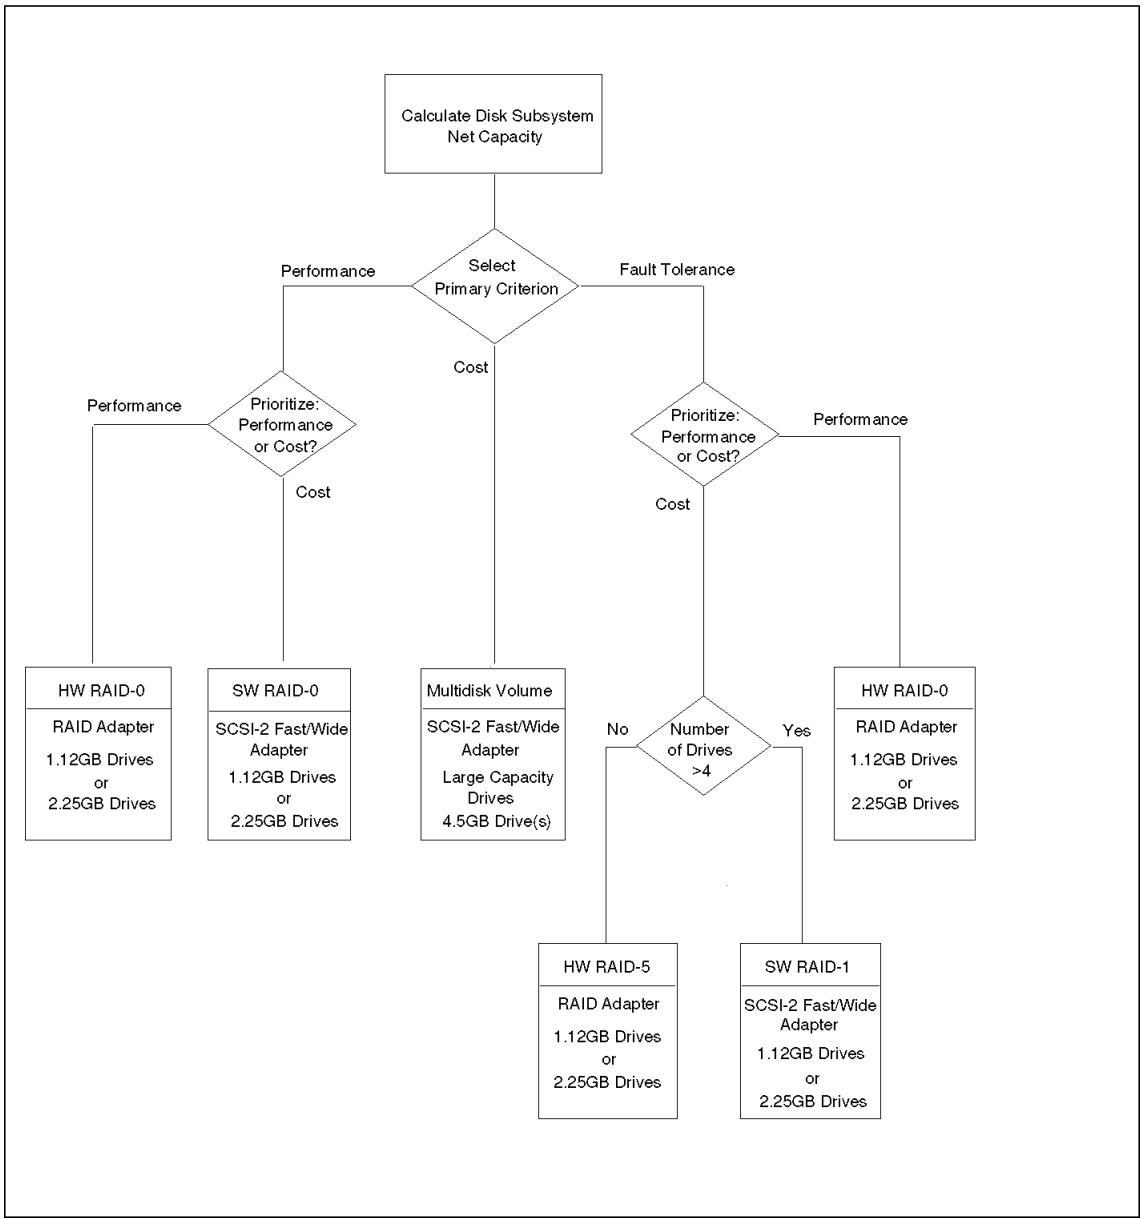 Calculate Disk Subsystem
Net Capacity
Select
Primary Criterion
Performance
Fault Tolerance
Cost
Prioritize:
Performance
or Cost?
Performance
Cost
Prioritize:
Performance
or Cost?
Performance
Cost
HW RAID-0
RAID Adapter
1.12GB Drives
or
2.25GB Drives
SW RAID-0
SCSI-2 Fast/Wide
Adapter
1.12GB Drives
or
2.25GB Drives
Multidisk Volume
SCSI-2 Fast/Wide
Adapter
Large Capacity
Drives
4.5GB Drive(s)
No
Number
of Drives
>4
Yes
HW RAID-0
RAID Adapter
1.12GB Drives
or
2.25GB Drives
HW RAID-5
RAID Adapter
1.12GB Drives
or
2.25GB Drives
SW RAID-1
SCSI-2 Fast/Wide
Adapter
1.12GB Drives
or
2.25GB Drives